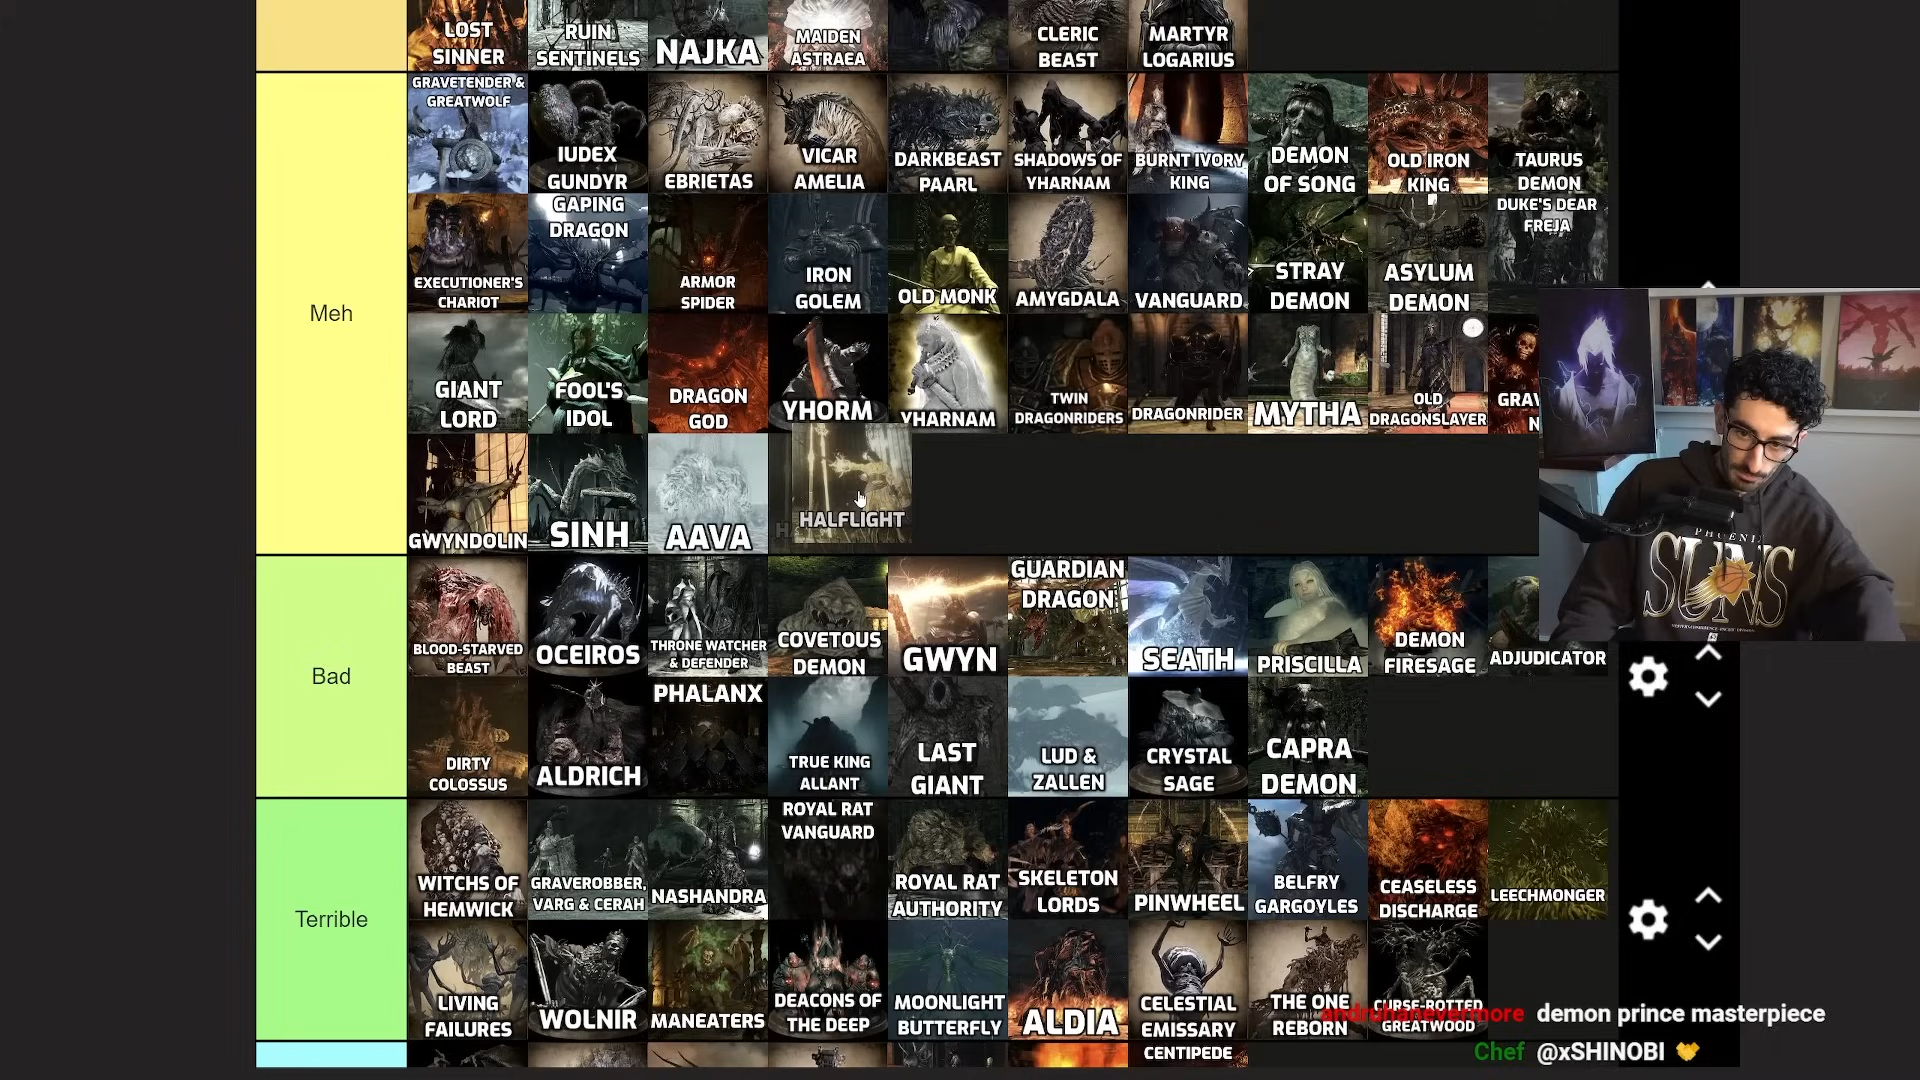 LOST SINNER
RUIN SENTINELS
NAJKA
MAIDEN ASTRAEA
CLERIC BEAST
MARTYR LOGARIUS
Meh
GRAVETENDER & GREATWOLF
IUDEX GUNDYR
EBRIETAS
VICAR AMELIA
DARKBEAST PAARL
SHADOWS OF YHARNAM
BURNT IVORY KING
DEMON OF SONG
OLD IRON KING
TAURUS DEMON
EXECUTIONER'S CHARIOT
GAPING DRAGON
ARMOR SPIDER
IRON GOLEM
OLD MONK
AMYGDALA
VANGUARD
STRAY DEMON
ASYLUM DEMON
DUKE'S DEAR FREJA
GIANT LORD
FOOL'S IDOL
DRAGON GOD
YHORM
YHARNAM
TWIN DRAGONRIDERS
DRAGONRIDER
MYTHA
OLD DRAGONSLAYER
GRAV
N
GWYNDOLIN
SINH
AAVA
HALFLIGHT
Bad
BLOOD-STARVED BEAST
OCEIROS
THRONE WATCHER & DEFENDER
COVETOUS DEMON
GWYN
GUARDIAN DRAGON
SEATH
PRISCILLA
DEMON FIRESAGE
ADJUDICATOR
DIRTY COLOSSUS
ALDRICH
PHALANX
TRUE KING ALLANT
LAST GIANT
LUD & ZALLEN
CRYSTAL SAGE
CAPRA DEMON
Terrible
WITCHS OF HEMWICK
GRAVEROBBER, VARG & CERAH
NASHANDRA
ROYAL RAT VANGUARD
ROYAL RAT AUTHORITY
SKELETON LORDS
PINWHEEL
BELFRY GARGOYLES
CEASELESS DISCHARGE
LEECHMONGER
LIVING FAILURES
WOLNIR
MANEATERS
DEACONS OF THE DEEP
MOONLIGHT BUTTERFLY
ALDIA
CELESTIAL EMISSARY
THE ONE REBORN
CURSE-ROTTED GREATWOOD
CENTIPEDE
PHOENIX
SUNS
andruhanevermore demon prince masterpiece
Chef @xSHINOBI